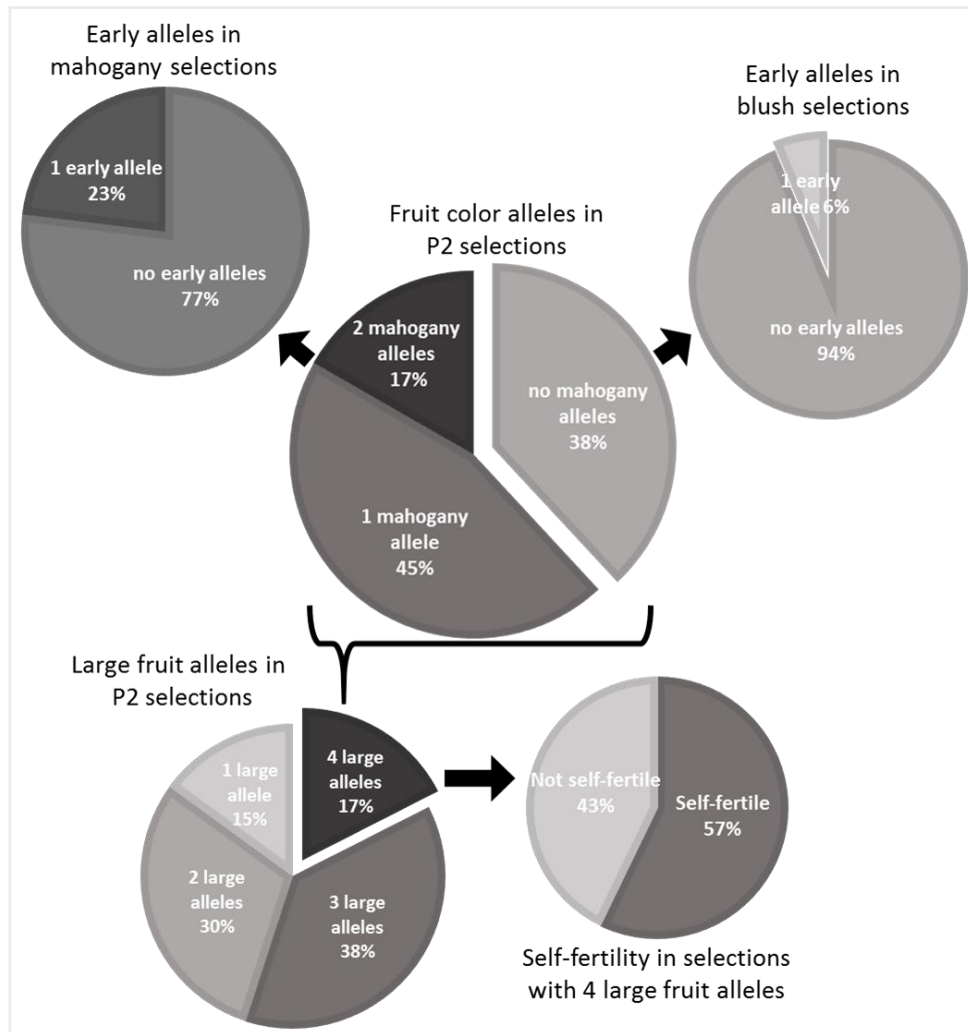 Early alleles in
mahogany selections
1 early allele
23%
no early alleles
77%
Early alleles in
blush selections
1 early
allele 6%
no early alleles
94%
Fruit color alleles in
P2 selections
2 mahogany
alleles
17%
no mahogany
alleles
38%
1 mahogany
allele
45%
Large fruit alleles in
P2 selections
4 large
alleles
17%
1 large
allele
15%
2 large
alleles
30%
3 large
alleles
38%
Not self-fertile
43%
Self-fertile
57%
Self-fertility in selections
with 4 large fruit alleles